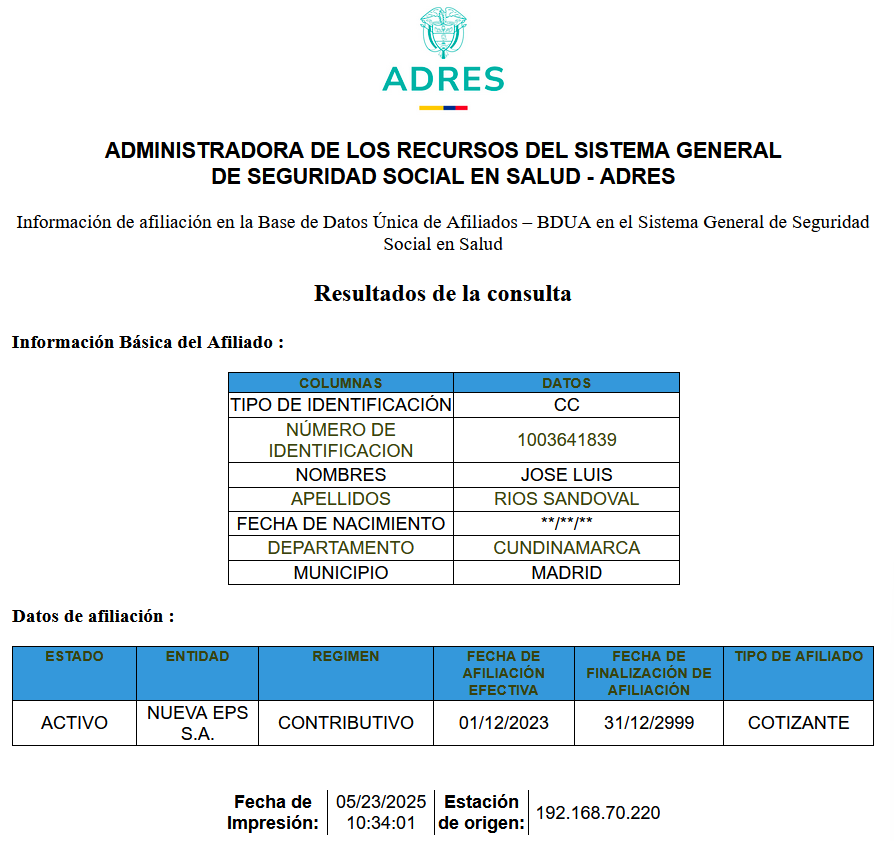 ADRES
ADMINISTRADORA DE LOS RECURSOS DEL SISTEMA GENERAL
DE SEGURIDAD SOCIAL EN SALUD - ADRES
Información de afiliación en la Base de Datos Única de Afiliados – BDUA en el Sistema General de Seguridad
Social en Salud
Resultados de la consulta
Información Básica del Afiliado :
COLUMNAS DATOS
TIPO DE IDENTIFICACIÓN CC
NÚMERO DE
IDENTIFICACION 1003641839
NOMBRES JOSE LUIS
APELLIDOS RIOS SANDOVAL
FECHA DE NACIMIENTO **/**/**
DEPARTAMENTO CUNDINAMARCA
MUNICIPIO MADRID
Datos de afiliación :
ESTADO ENTIDAD REGIMEN FECHA DE AFILIACIÓN EFECTIVA FECHA DE FINALIZACIÓN DE AFILIACIÓN TIPO DE AFILIADO
ACTIVO NUEVA EPS S.A. CONTRIBUTIVO 01/12/2023 31/12/2999 COTIZANTE
Fecha de Impresión: 05/23/2025 10:34:01 Estación de origen: 192.168.70.220